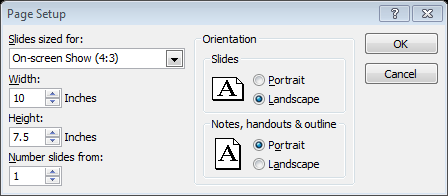 Page Setup
Slides sized for:
On-screen Show (4:3)
Width:
10 Inches
Height:
7.5 Inches
Number slides from:
1
Orientation
Slides
A
Portrait
Landscape
Notes, handouts & outline
A
Portrait
Landscape
OK
Cancel